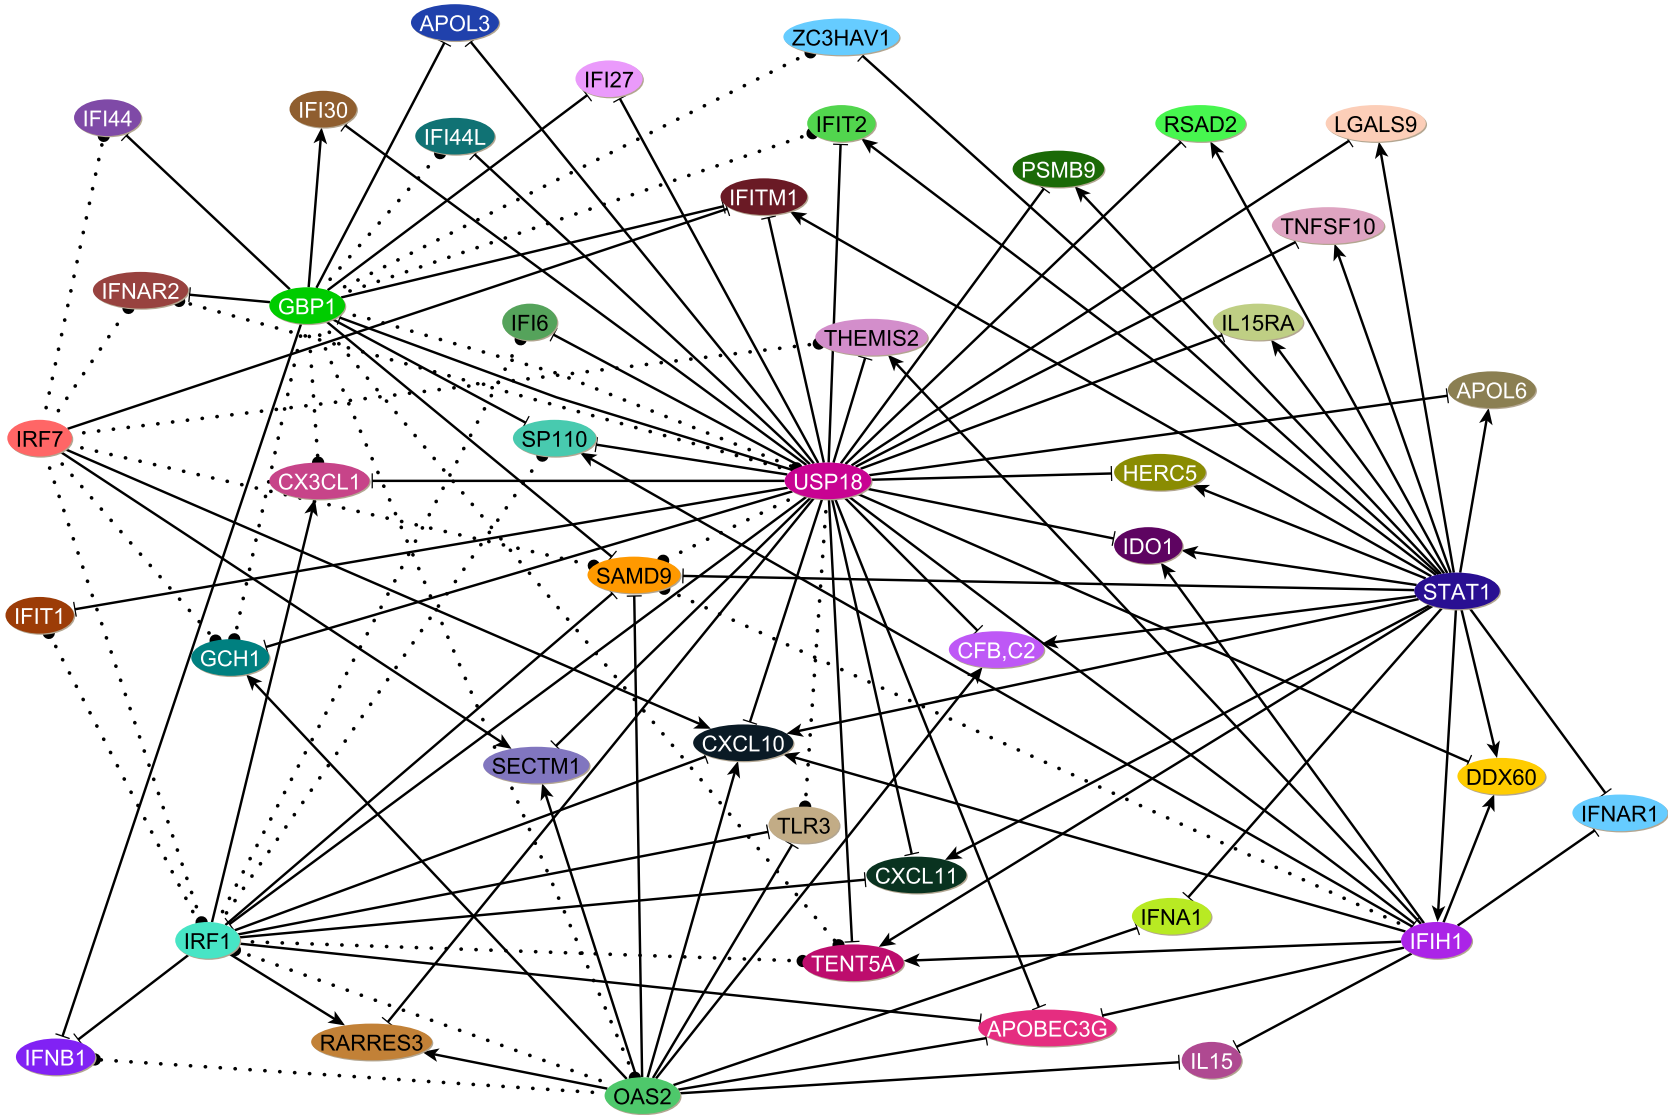 APOL3
ZC3HAV1
IFI27
IFI44
IFI30
IFI44L
IFIT2
RSAD2
LGALS9
PSMB9
IFITM1
TNFSF10
IFNAR2
GBP1
IFI6
THEMIS2
IL15RA
APOL6
IRF7
SP110
CX3CL1
USP18
HERC5
IDO1
SAMD9
STAT1
IFIT1
GCH1
CFB,C2
CXCL10
SECTM1
DDX60
IFNAR1
TLR3
CXCL11
IFNA1
IRF1
TENT5A
IFIH1
RARRES3
APOBEC3G
IFNB1
IL15
OAS2